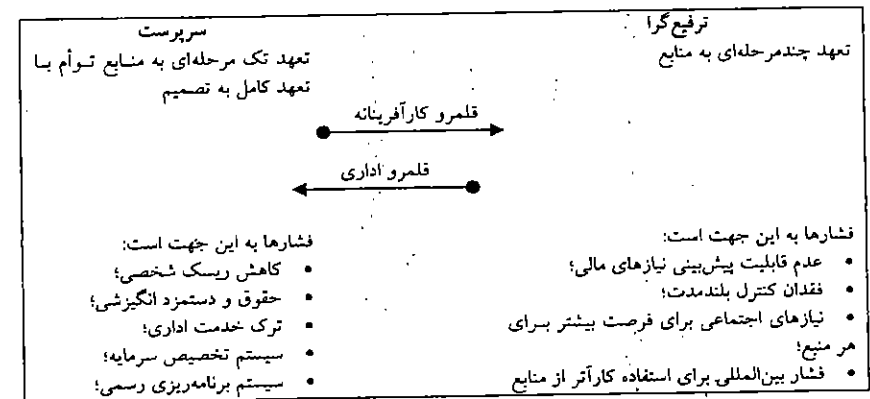 ترفیع‌گرا
تعهد چندمرحله‌ای به منابع
سرپرست
تعهد تک مرحله‌ای به منابع توأم با
تعهد کامل به تصمیم
قلمرو کارآفرینانه
قلمرو اداری
فشارها به این جهت است:
• عدم قابلیت پیش‌بینی نیازهای مالی؛
• فقدان کنترل بلندمدت؛
• نیازهای اجتماعی برای فرصت بیشتر برای
هر منبع؛
• فشار بین‌المللی برای استفاده کارآتر از منابع
فشارها به این جهت است:
• کاهش ریسک شخصی؛
• حقوق و دستمزد انگیزشی؛
• ترک خدمت اداری؛
• سیستم تخصیص سرمایه؛
• سیستم برنامه‌ریزی رسمی؛